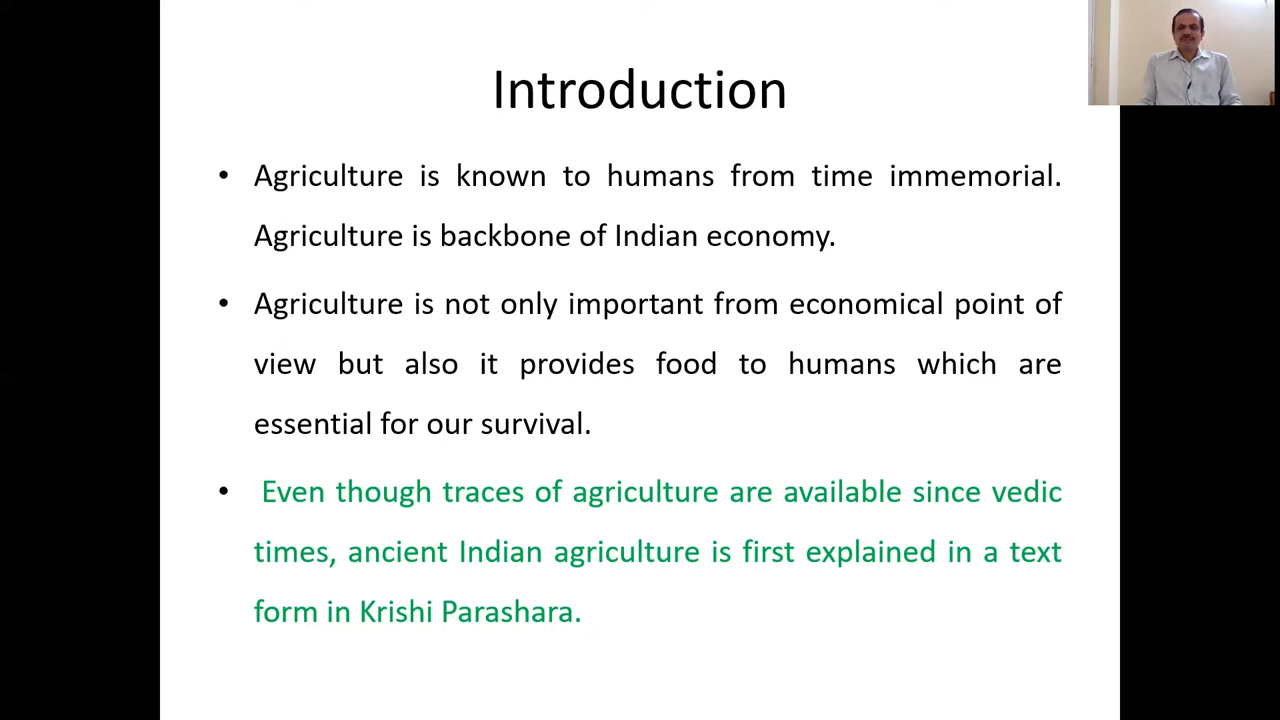 Introduction
• Agriculture is known to humans from time immemorial.
Agriculture is backbone of Indian economy.
• Agriculture is not only important from economical point of
view but also it provides food to humans which are
essential for our survival.
• Even though traces of agriculture are available since vedic
times, ancient Indian agriculture is first explained in a text
form in Krishi Parashara.